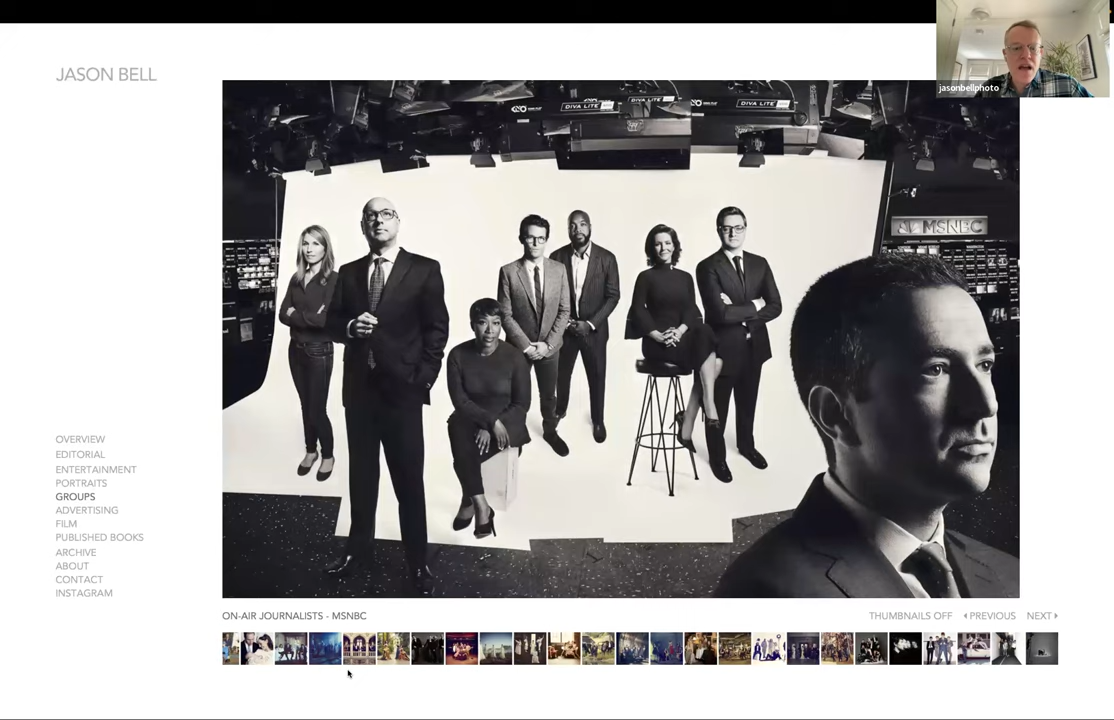 JASON BELL
jasonbellphoto
DIVA LITE
DIVA LITE
DIVA LITE
MSNBC
OVERVIEW
EDITORIAL
ENTERTAINMENT
PORTRAITS
GROUPS
ADVERTISING
FILM
PUBLISHED BOOKS
ARCHIVE
ABOUT
CONTACT
INSTAGRAM
ON-AIR JOURNALISTS - MSNBC
THUMBNAILS OFF
PREVIOUS
NEXT